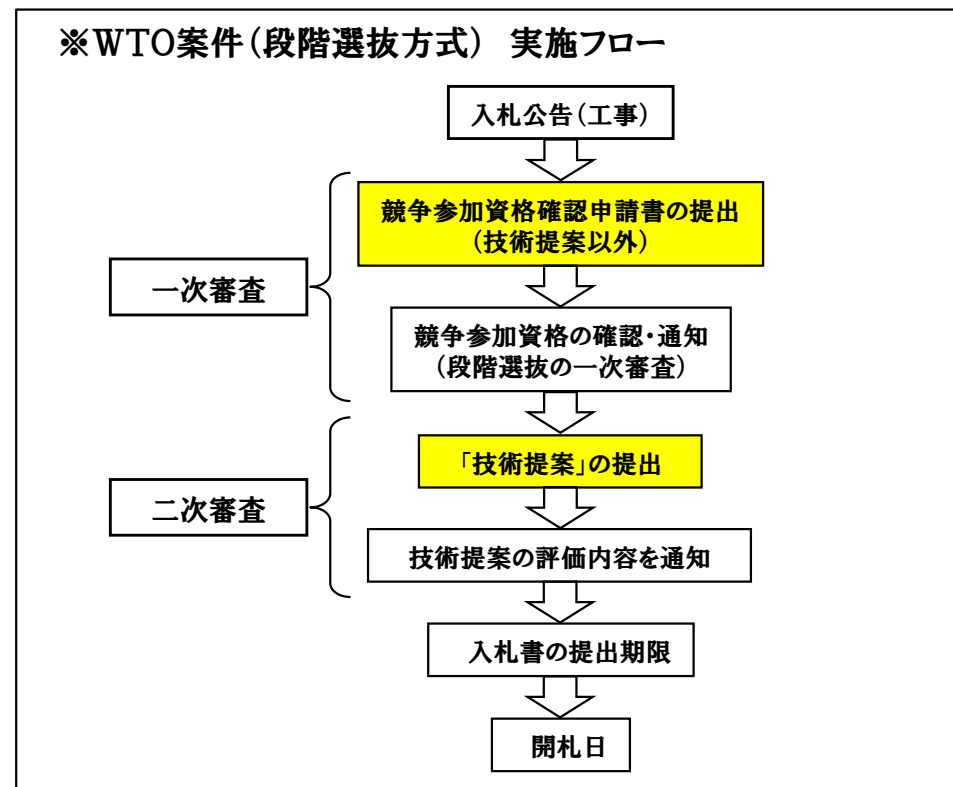 ※WTO案件(段階選抜方式) 実施フロー
入札公告(工事)
競争参加資格確認申請書の提出
(技術提案以外)
一次審査
競争参加資格の確認・通知
(段階選抜の一次審査)
「技術提案」の提出
二次審査
技術提案の評価内容を通知
入札書の提出期限
開札日